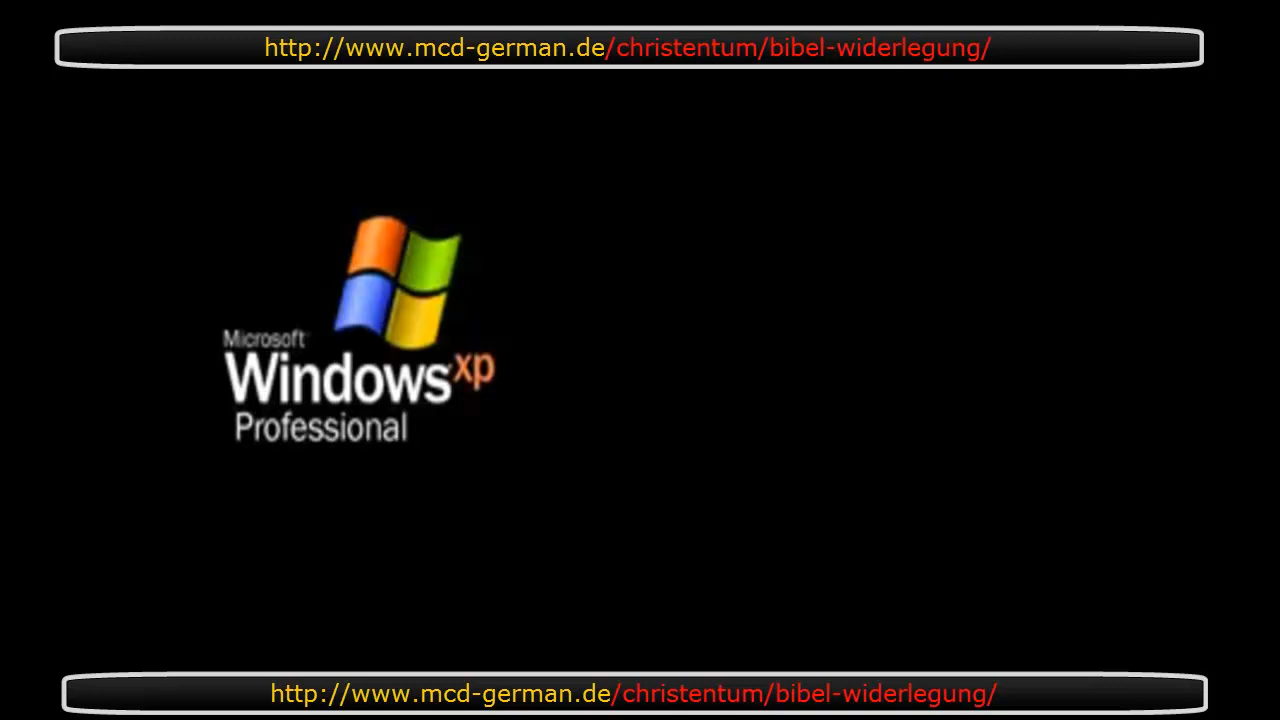 http://www.mcd-german.de/christentum/bibel-widerlegung/
Microsoft
Windows xp
Professional
http://www.mcd-german.de/christentum/bibel-widerlegung/